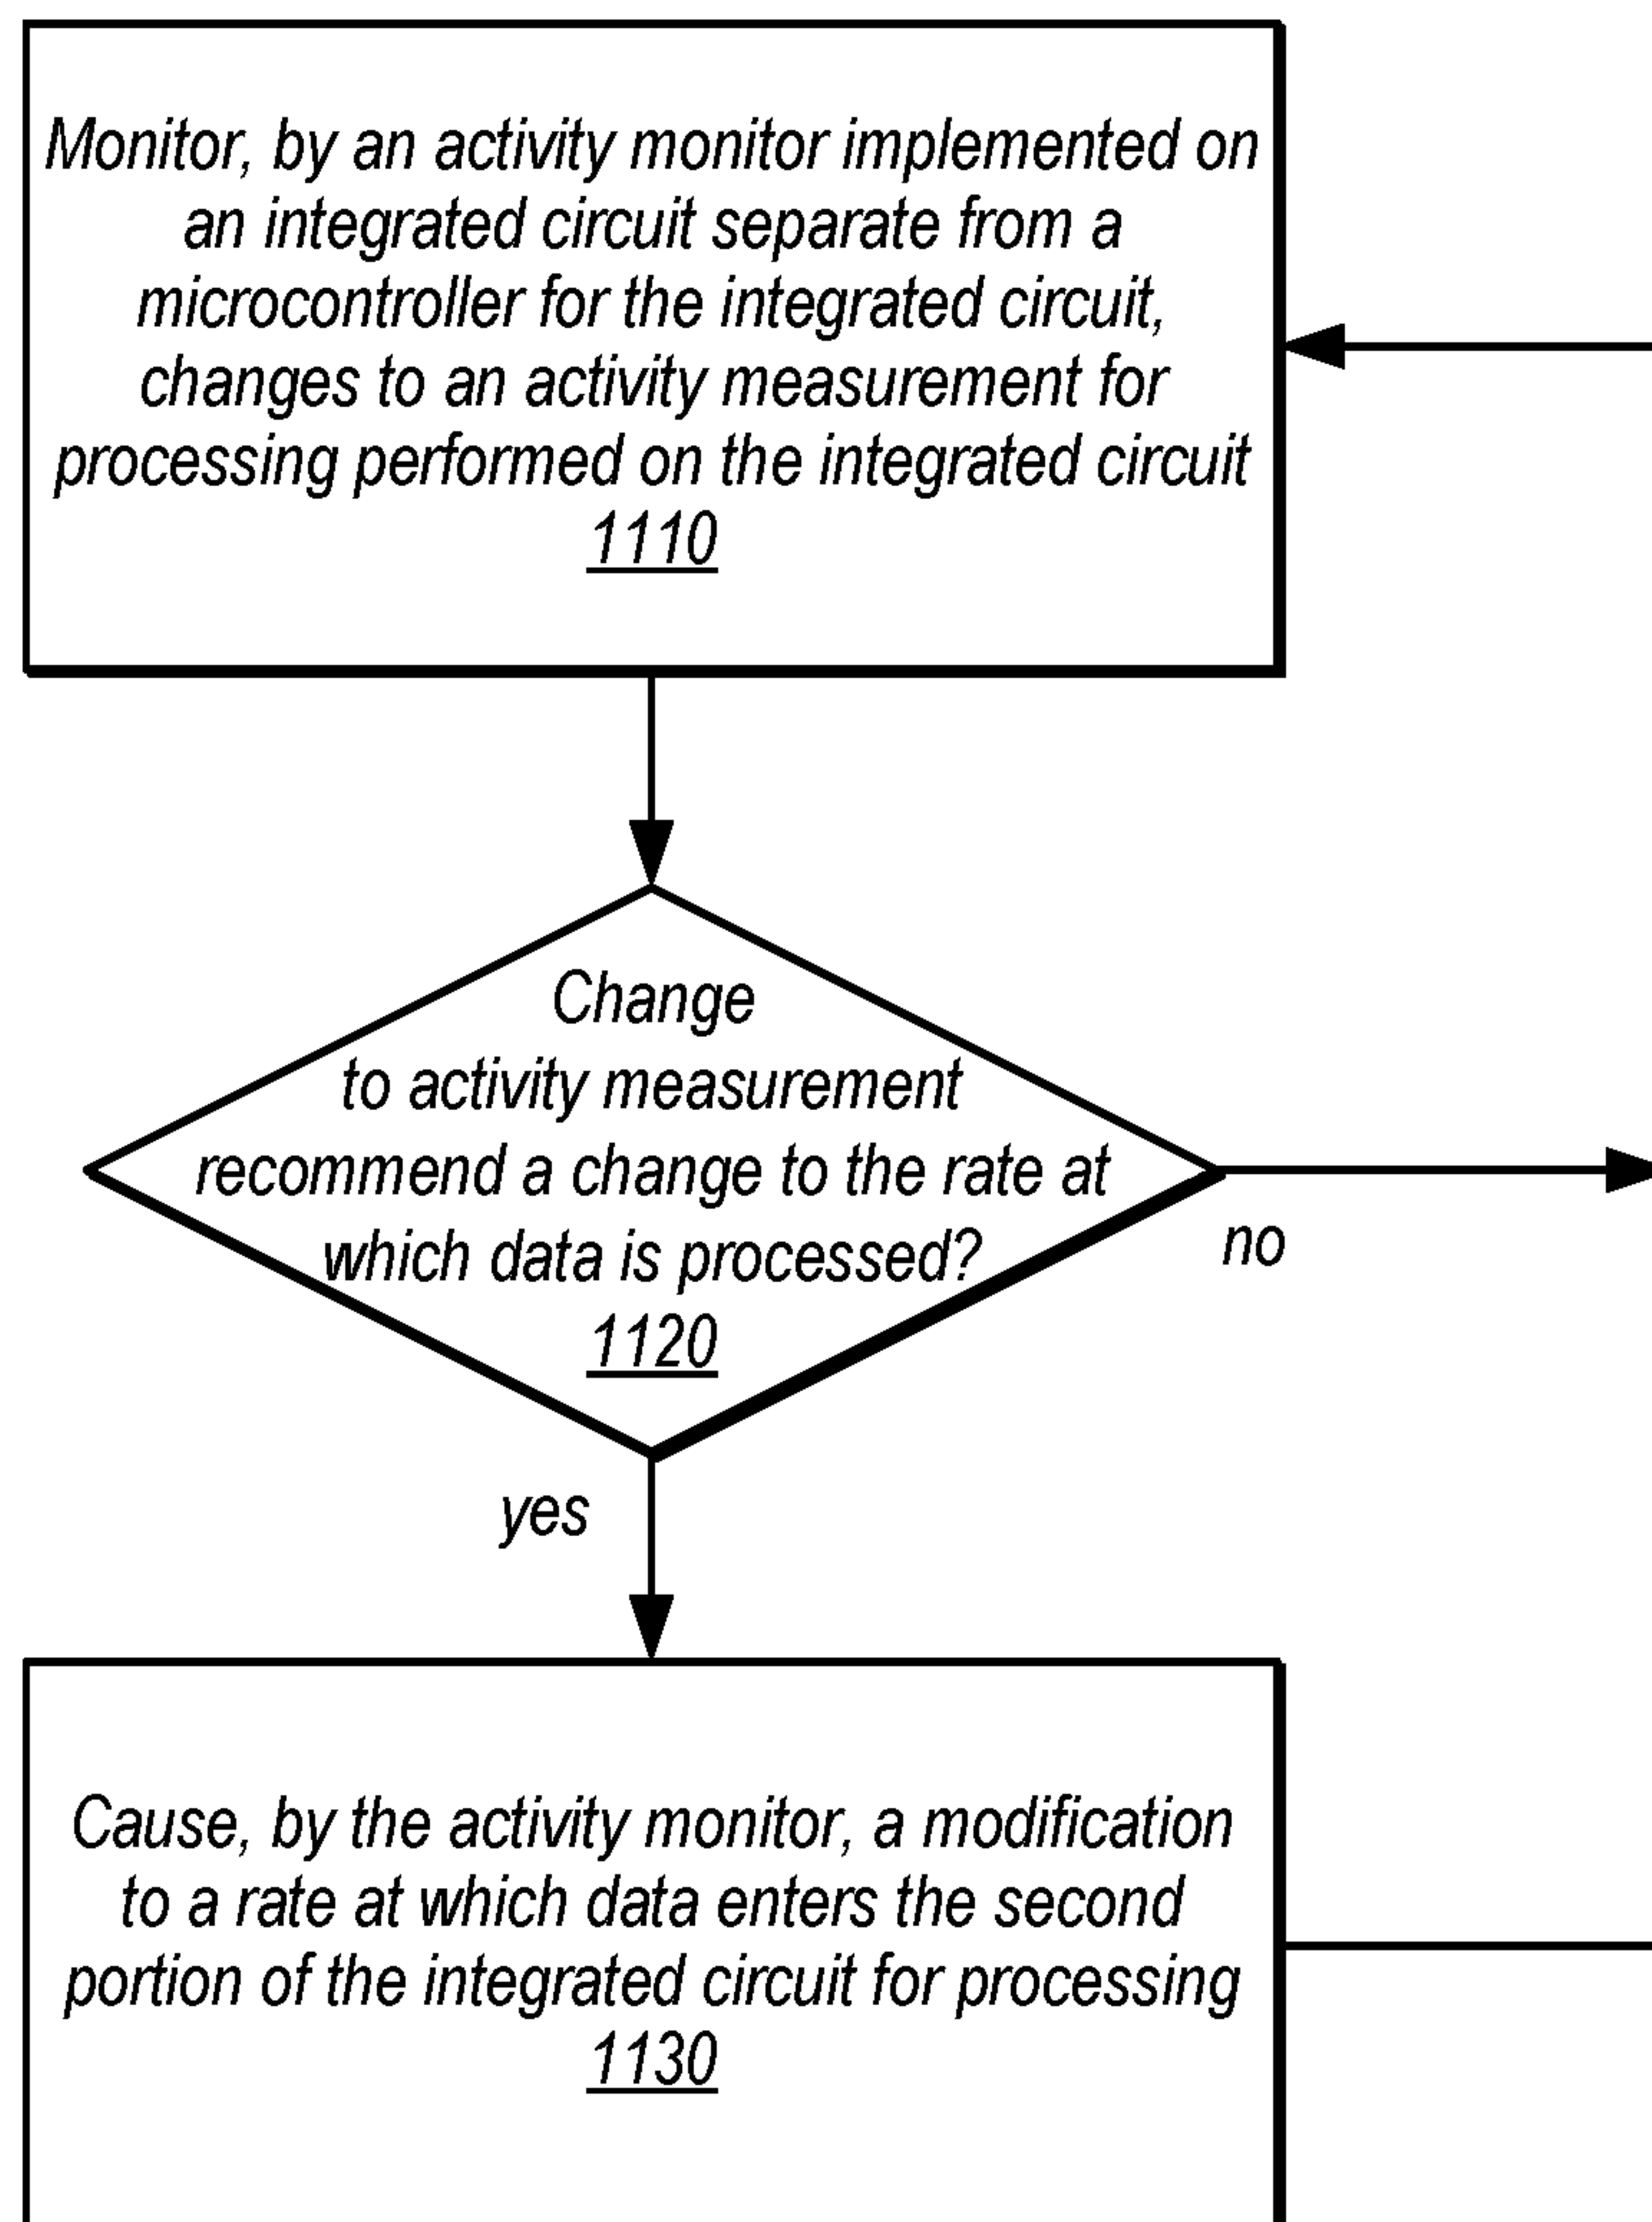 Monitor, by an activity monitor implemented on
an integrated circuit separate from a
microcontroller for the integrated circuit,
changes to an activity measurement for
processing performed on the integrated circuit
1110
Change
to activity measurement
recommend a change to the rate at
which data is processed?
1120
no
yes
Cause, by the activity monitor, a modification
to a rate at which data enters the second
portion of the integrated circuit for processing
1130